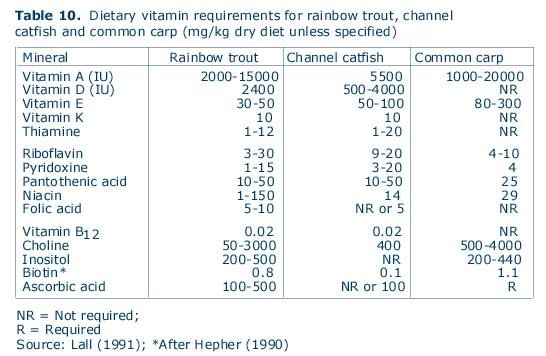 Table 10. Dietary vitamin requirements for rainbow trout, channel
catfish and common carp (mg/kg dry diet unless specified)
Mineral Rainbow trout Channel catfish Common carp
Vitamin A (IU) 2000-15000 5500 1000-20000
Vitamin D (IU) 2400 500-4000 NR
Vitamin E 30-50 50-100 80-300
Vitamin K 10 10 NR
Thiamine 1-12 1-20 NR
Riboflavin 3-30 9-20 4-10
Pyridoxine 1-15 3-20 4
Pantothenic acid 10-50 10-50 25
Niacin 1-150 14 29
Folic acid 5-10 NR or 5 NR
Vitamin B12 0.02 0.02 NR
Choline 50-3000 400 500-4000
Inositol 200-500 NR 200-440
Biotin* 0.8 0.1 1.1
Ascorbic acid 100-500 NR or 100 R
NR = Not required;
R = Required
Source: Lall (1991); *After Hepher (1990)